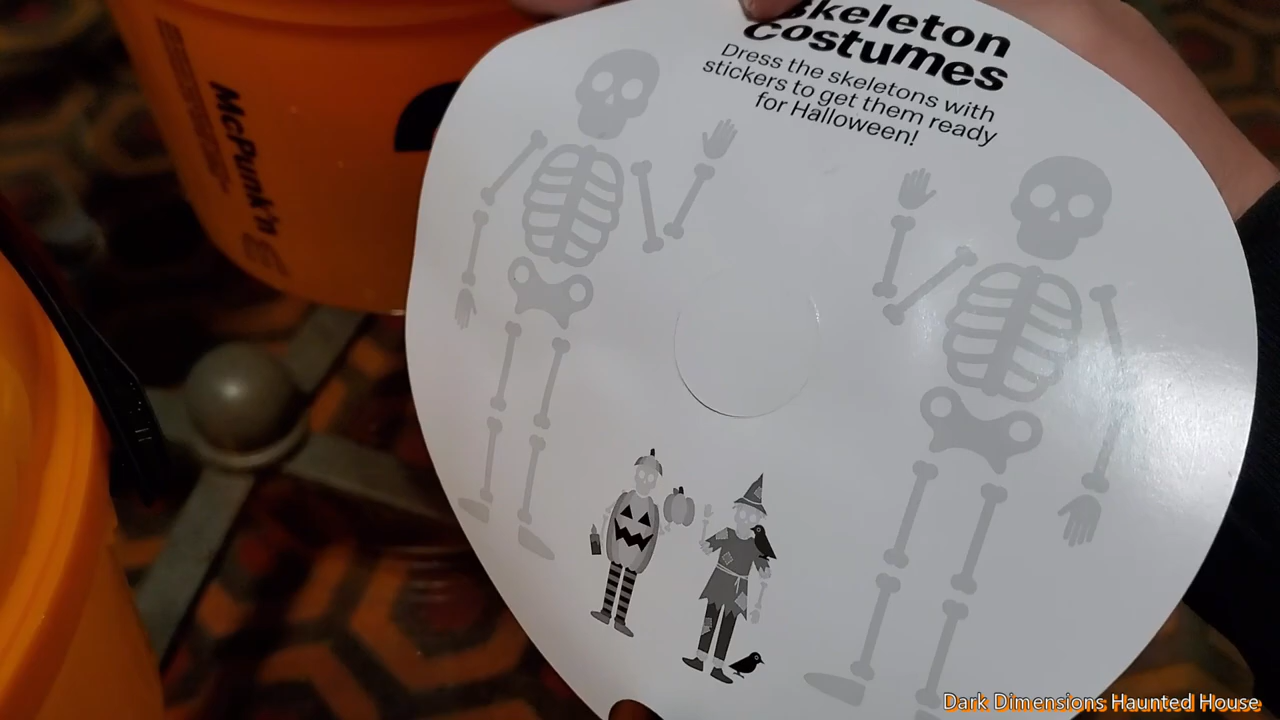 Skeleton
Costumes
Dress the skeletons with
stickers to get them ready
for Halloween!
McPunk'n
Dark Dimensions Haunted House